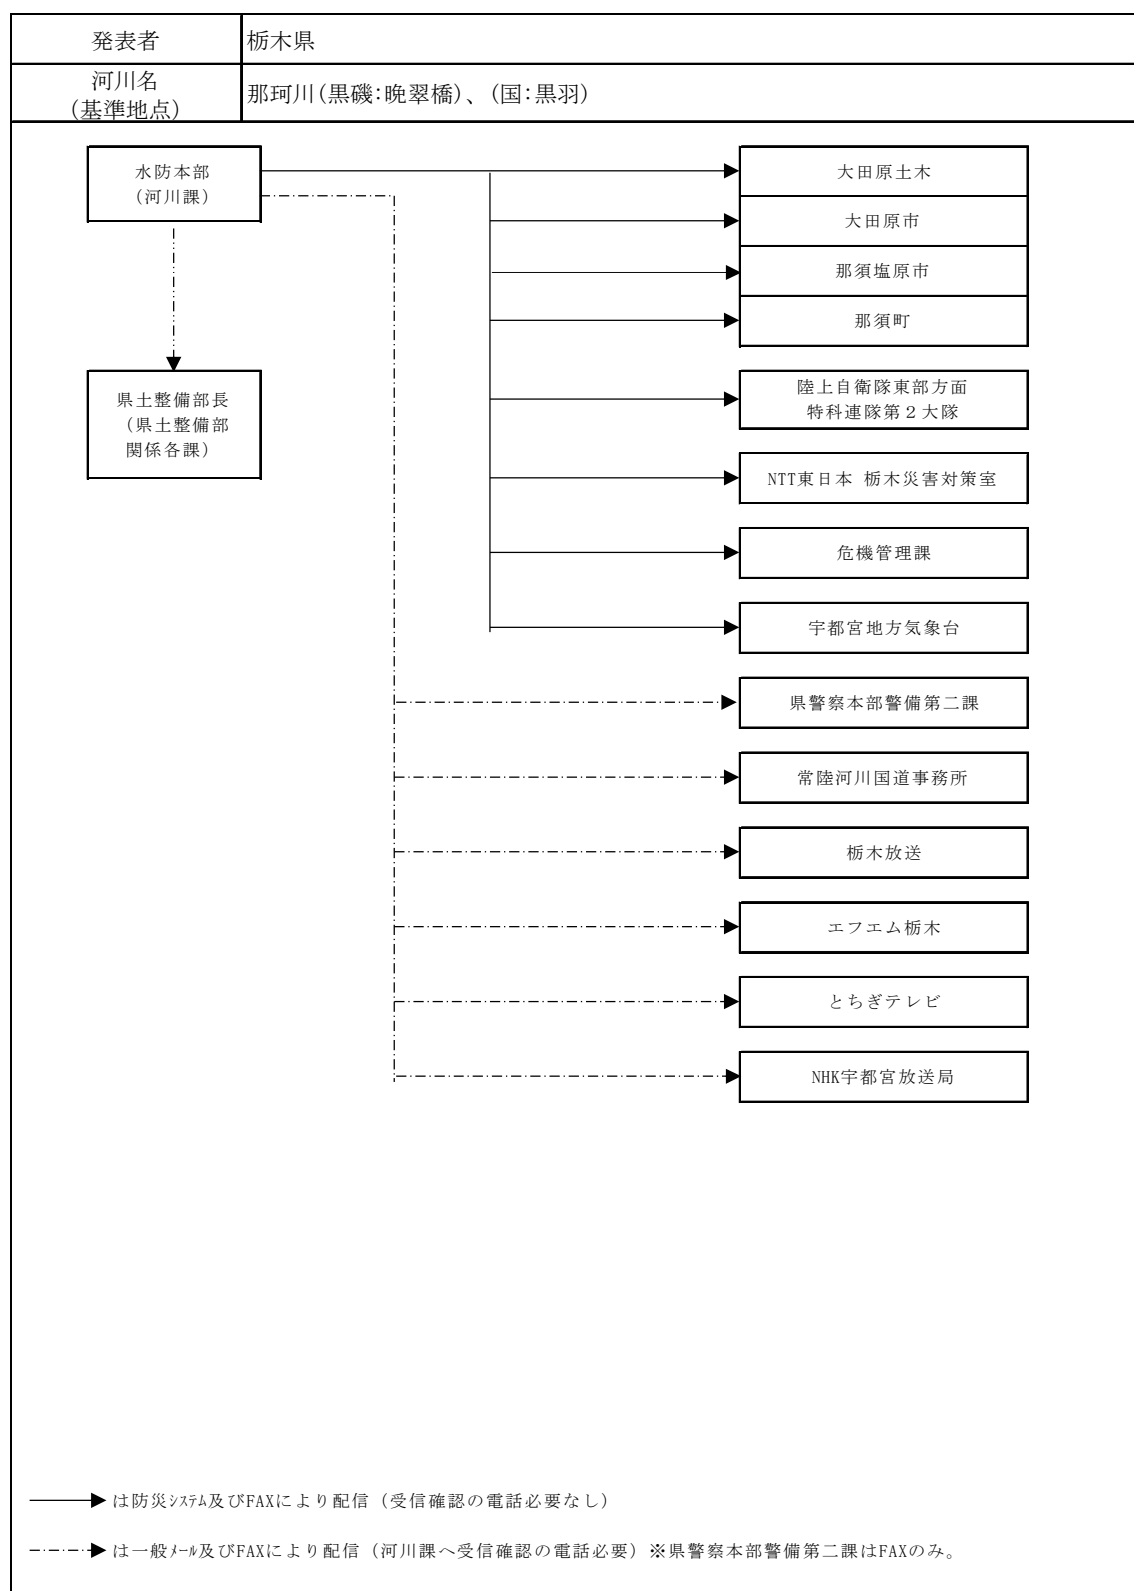 発表者
栃木県
河川名
(基準地点)
那珂川(黒磯:晩翠橋)、(国:黒羽)
水防本部
(河川課)
県土整備部長
(県土整備部
関係各課)
大田原土木
大田原市
那須塩原市
那須町
陸上自衛隊東部方面
特科連隊第２大隊
NTT東日本 栃木災害対策室
危機管理課
宇都宮地方気象台
県警察本部警備第二課
常陸河川国道事務所
栃木放送
エフエム栃木
とちぎテレビ
NHK宇都宮放送局
は防災ｼｽﾃﾑ及びFAXにより配信（受信確認の電話必要なし）
は一般ﾒｰﾙ及びFAXにより配信（河川課へ受信確認の電話必要）※県警察本部警備第二課はFAXのみ。